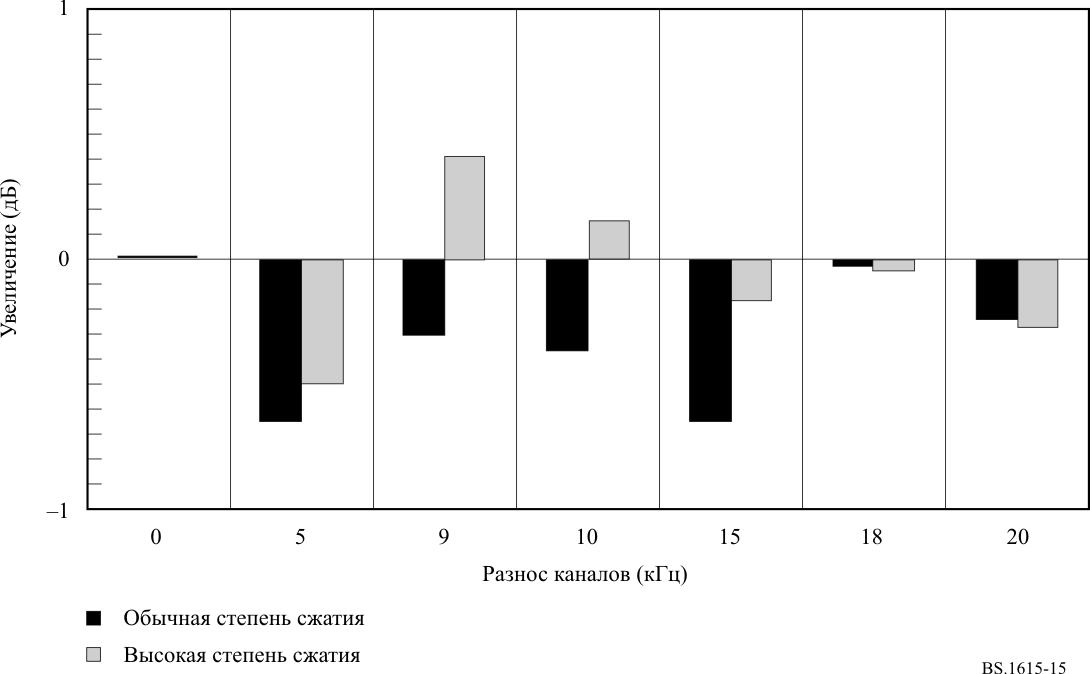 1
0
–1
Увеличение (дБ)
0 5 9 10 15 18 20
Разнос каналов (кГц)
Обычная степень сжатия
Высокая степень сжатия
BS.1615-15